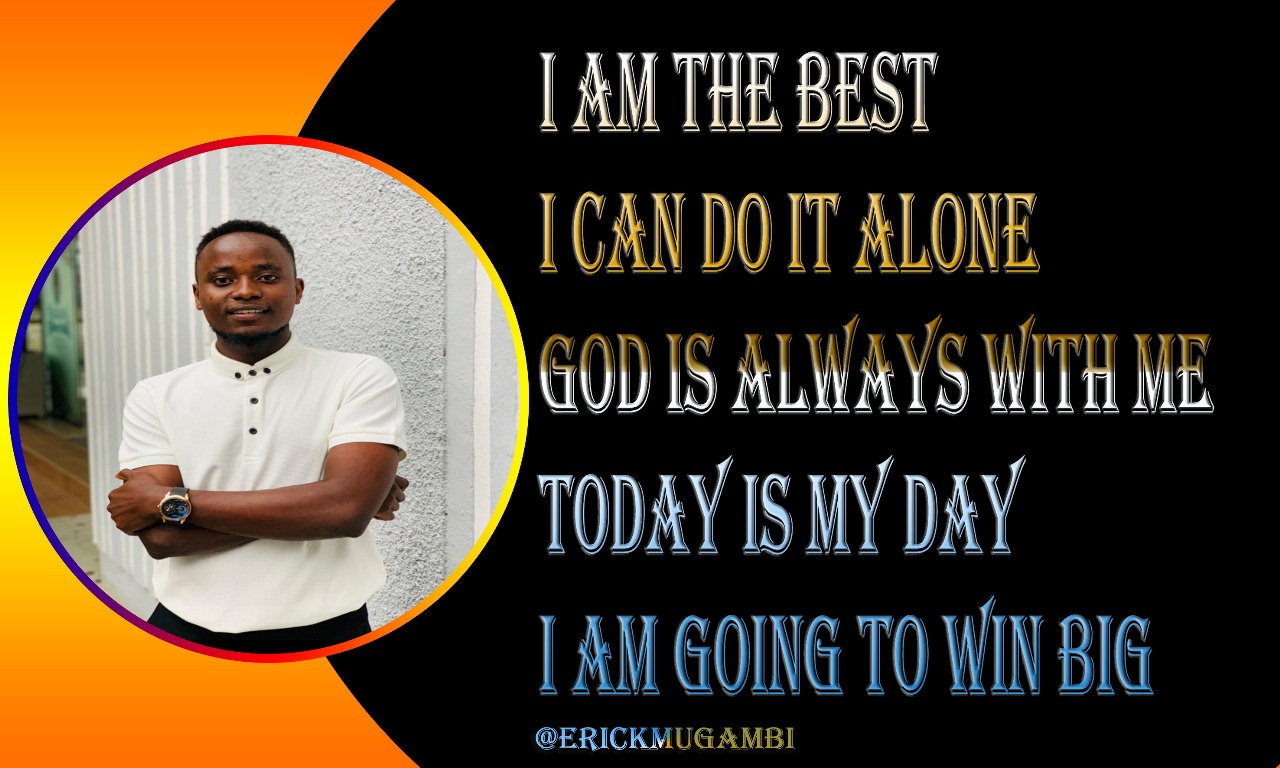 I AM THE BEST
I CAN DO IT ALONE
GOD IS ALWAYS WITH ME
TODAY IS MY DAY
I AM GOING TO WIN BIG
@ERICKMUGAMBI